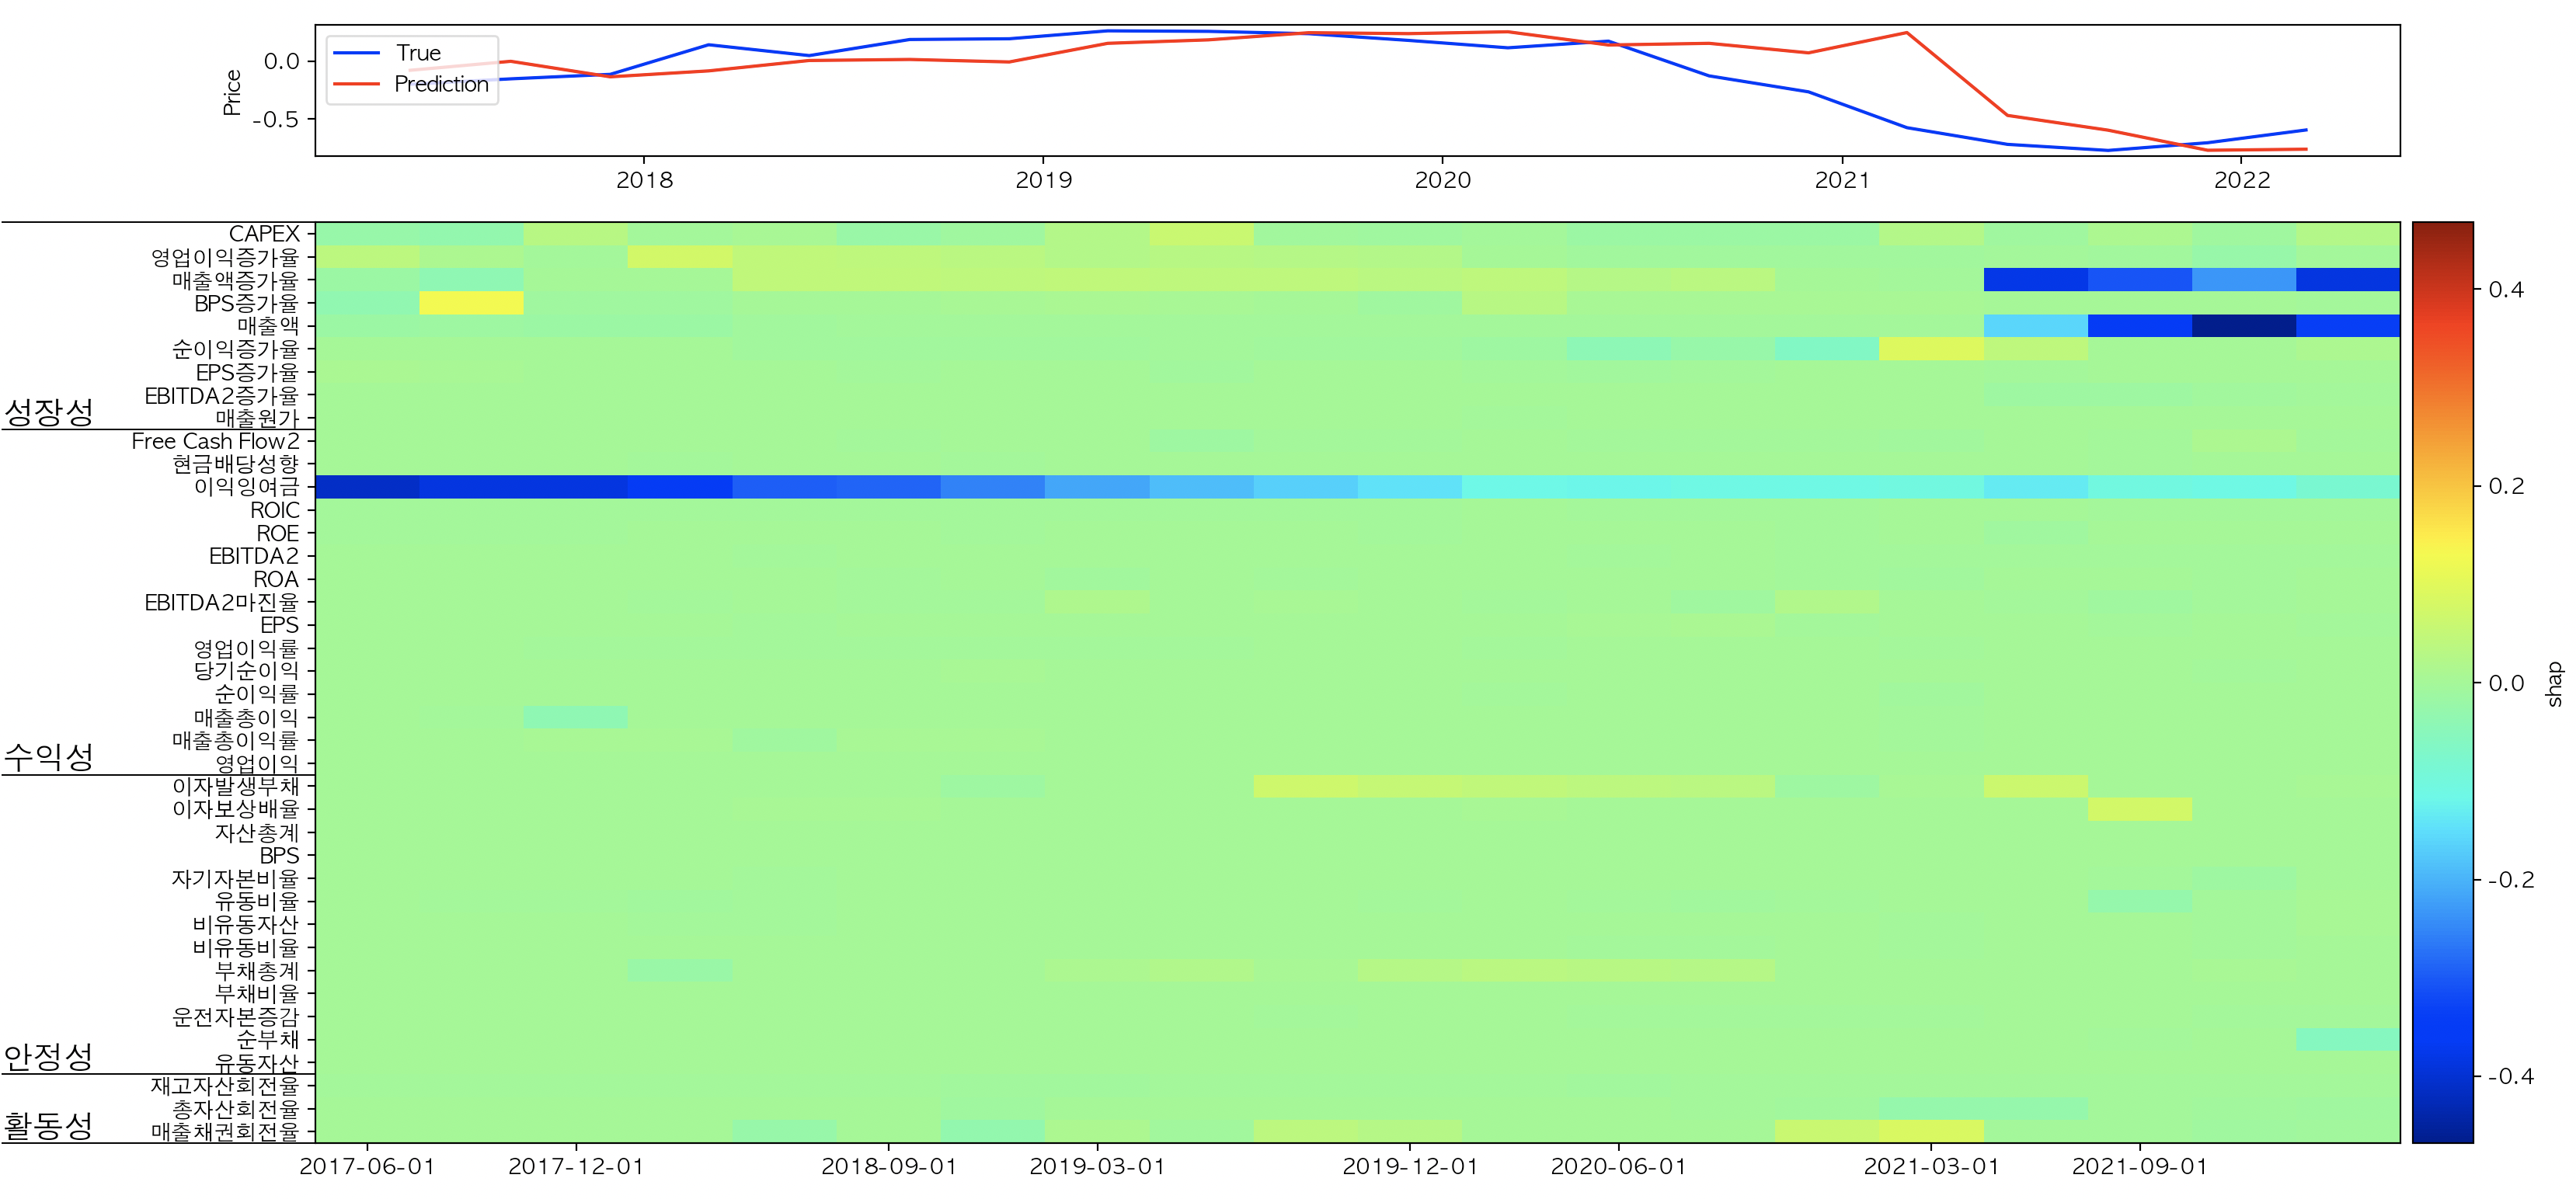 True
Prediction
Price
0.0
-0.5
2018
2019
2020
2021
2022
CAPEX
영업이익증가율
매출액증가율
BPS증가율
매출액
순이익증가율
EPS증가율
EBITDA2증가율
매출원가
성장성
Free Cash Flow2
현금배당성향
이익잉여금
ROIC
ROE
EBITDA2
ROA
EBITDA2마진율
EPS
영업이익률
당기순이익
순이익률
매출총이익
매출총이익률
영업이익
수익성
이자발생부채
이자보상배율
자산총계
BPS
자기자본비율
유동비율
비유동자산
비유동비율
부채총계
부채비율
운전자본증감
순부채
유동자산
안정성
재고자산회전율
총자산회전율
매출채권회전율
활동성
2017-06-01
2017-12-01
2018-09-01
2019-03-01
2019-12-01
2020-06-01
2021-03-01
2021-09-01
0.4
0.2
0.0
-0.2
-0.4
shap